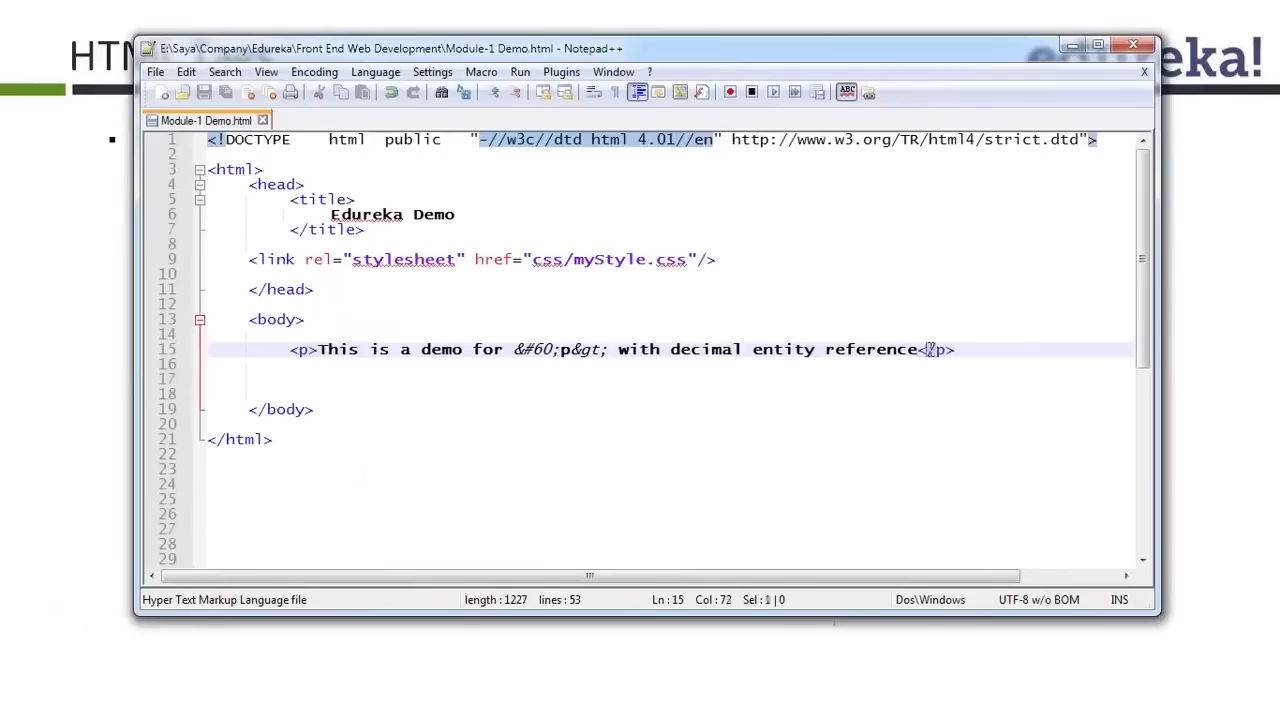 HTM
edureka!
E:\Saya\Company\Edureka\Front End Web Development\Module-1 Demo.html - Notepad++
File Edit Search View Encoding Language Settings Macro Run Plugins Window ? X
Module-1 Demo.html
1 <!DOCTYPE html public "-//w3c//dtd html 4.01//en" http://www.w3.org/TR/html4/strict.dtd">
2
3 <html>
4 <head>
5 <title>
6 Edureka Demo
7 </title>
8
9 <link rel="stylesheet" href="css/myStyle.css"/>
10
11 </head>
12
13 <body>
14
15 <p>This is a demo for &#60;p&gt; with decimal entity reference</p>
16
17
18
19 </body>
20
21 </html>
22
23
24
25
26
27
28
29
Hyper Text Markup Language file length : 1227 lines : 53 Ln : 15 Col : 72 Sel : 0 | 0 Dos\Windows UTF-8 w/o BOM INS